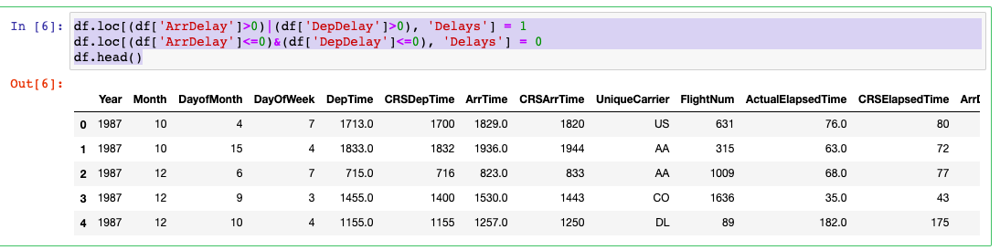 In [6]: df.loc[(df['ArrDelay']>0)|(df['DepDelay']>0), 'Delays'] = 1
df.loc[(df['ArrDelay']<=0)&(df['DepDelay']<=0), 'Delays'] = 0
df.head()
Out[6]:
Year Month DayofMonth DayOfWeek DepTime CRSDepTime ArrTime CRSArrTime UniqueCarrier FlightNum ActualElapsedTime CRSElapsedTime ArrD
0 1987 10 4 7 1713.0 1700 1829.0 1820 US 631 76.0 80
1 1987 10 15 4 1833.0 1832 1936.0 1944 AA 315 63.0 72
2 1987 12 6 7 715.0 716 823.0 833 AA 1009 68.0 77
3 1987 12 9 3 1455.0 1400 1530.0 1443 CO 1636 35.0 43
4 1987 12 10 4 1155.0 1155 1257.0 1250 DL 89 182.0 175